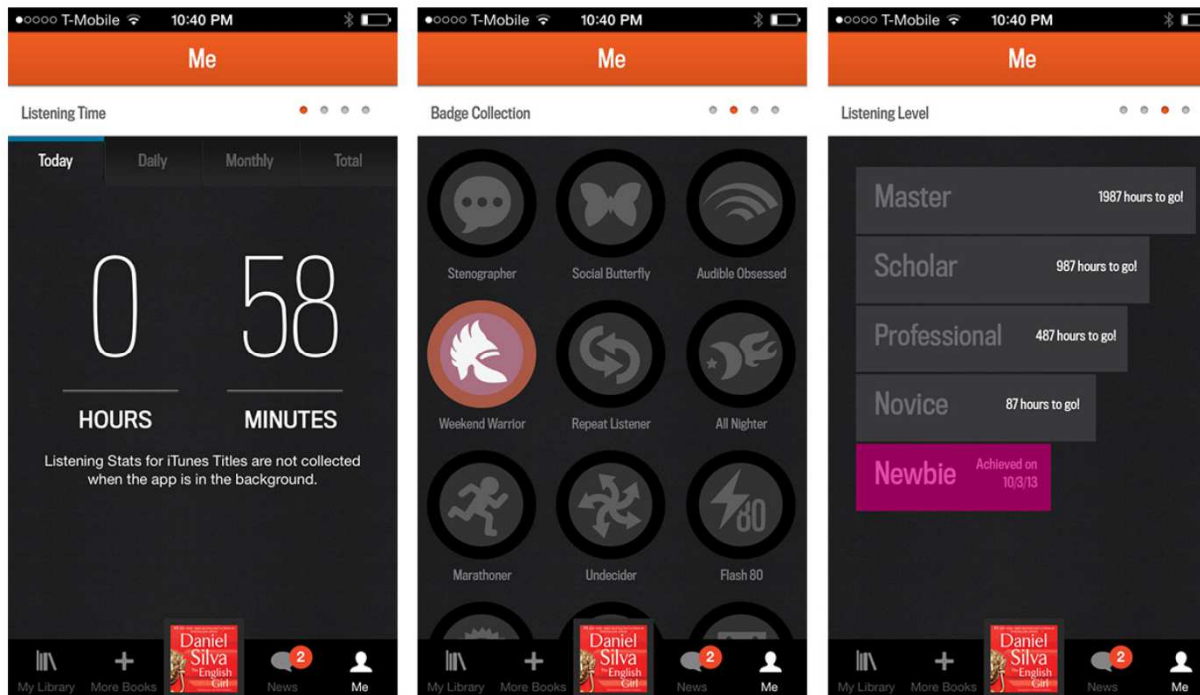 T-Mobile 10:40 PM
Me
Listening Time
Today Daily Monthly Total
0 58
HOURS MINUTES
Listening Stats for iTunes Titles are not collected
when the app is in the background.
Daniel
Silva
The English
Girl
2
My Library More Books News Me
T-Mobile 10:40 PM
Me
Badge Collection
Stenographer Social Butterfly Audible Obsessed
Weekend Warrior Repeat Listener All Nighter
80
Marathoner Undecider Flash 80
Daniel
Silva
The English
Girl
2
My Library More Books News Me
T-Mobile 10:40 PM
Me
Listening Level
Master 1987 hours to go!
Scholar 987 hours to go!
Professional 487 hours to go!
Novice 87 hours to go!
Newbie Achieved on
10/3/13
Daniel
Silva
The English
Girl
2
My Library More Books News Me